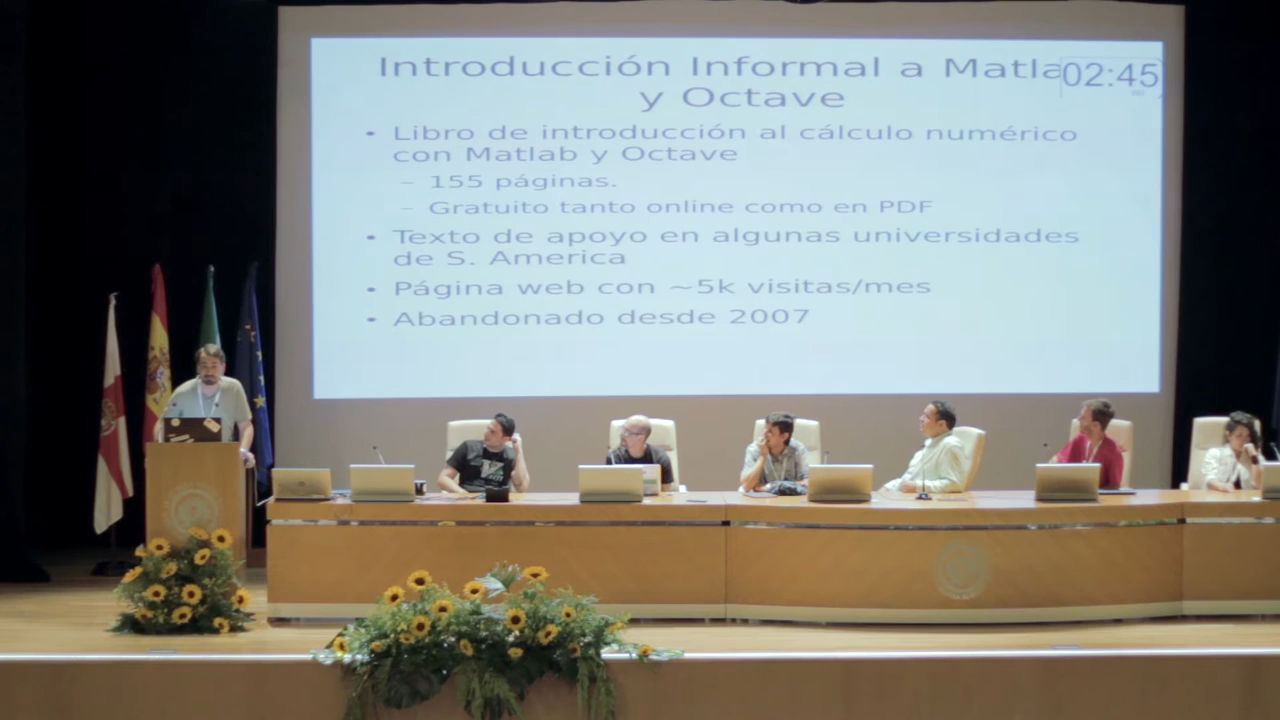 Introducción Informal a Matla
02:45
y Octave
• Libro de introducción al cálculo numérico
con Matlab y Octave
– 155 páginas.
– Gratuito tanto online como en PDF
• Texto de apoyo en algunas universidades
de S. America
• Página web con ~5k visitas/mes
• Abandonado desde 2007